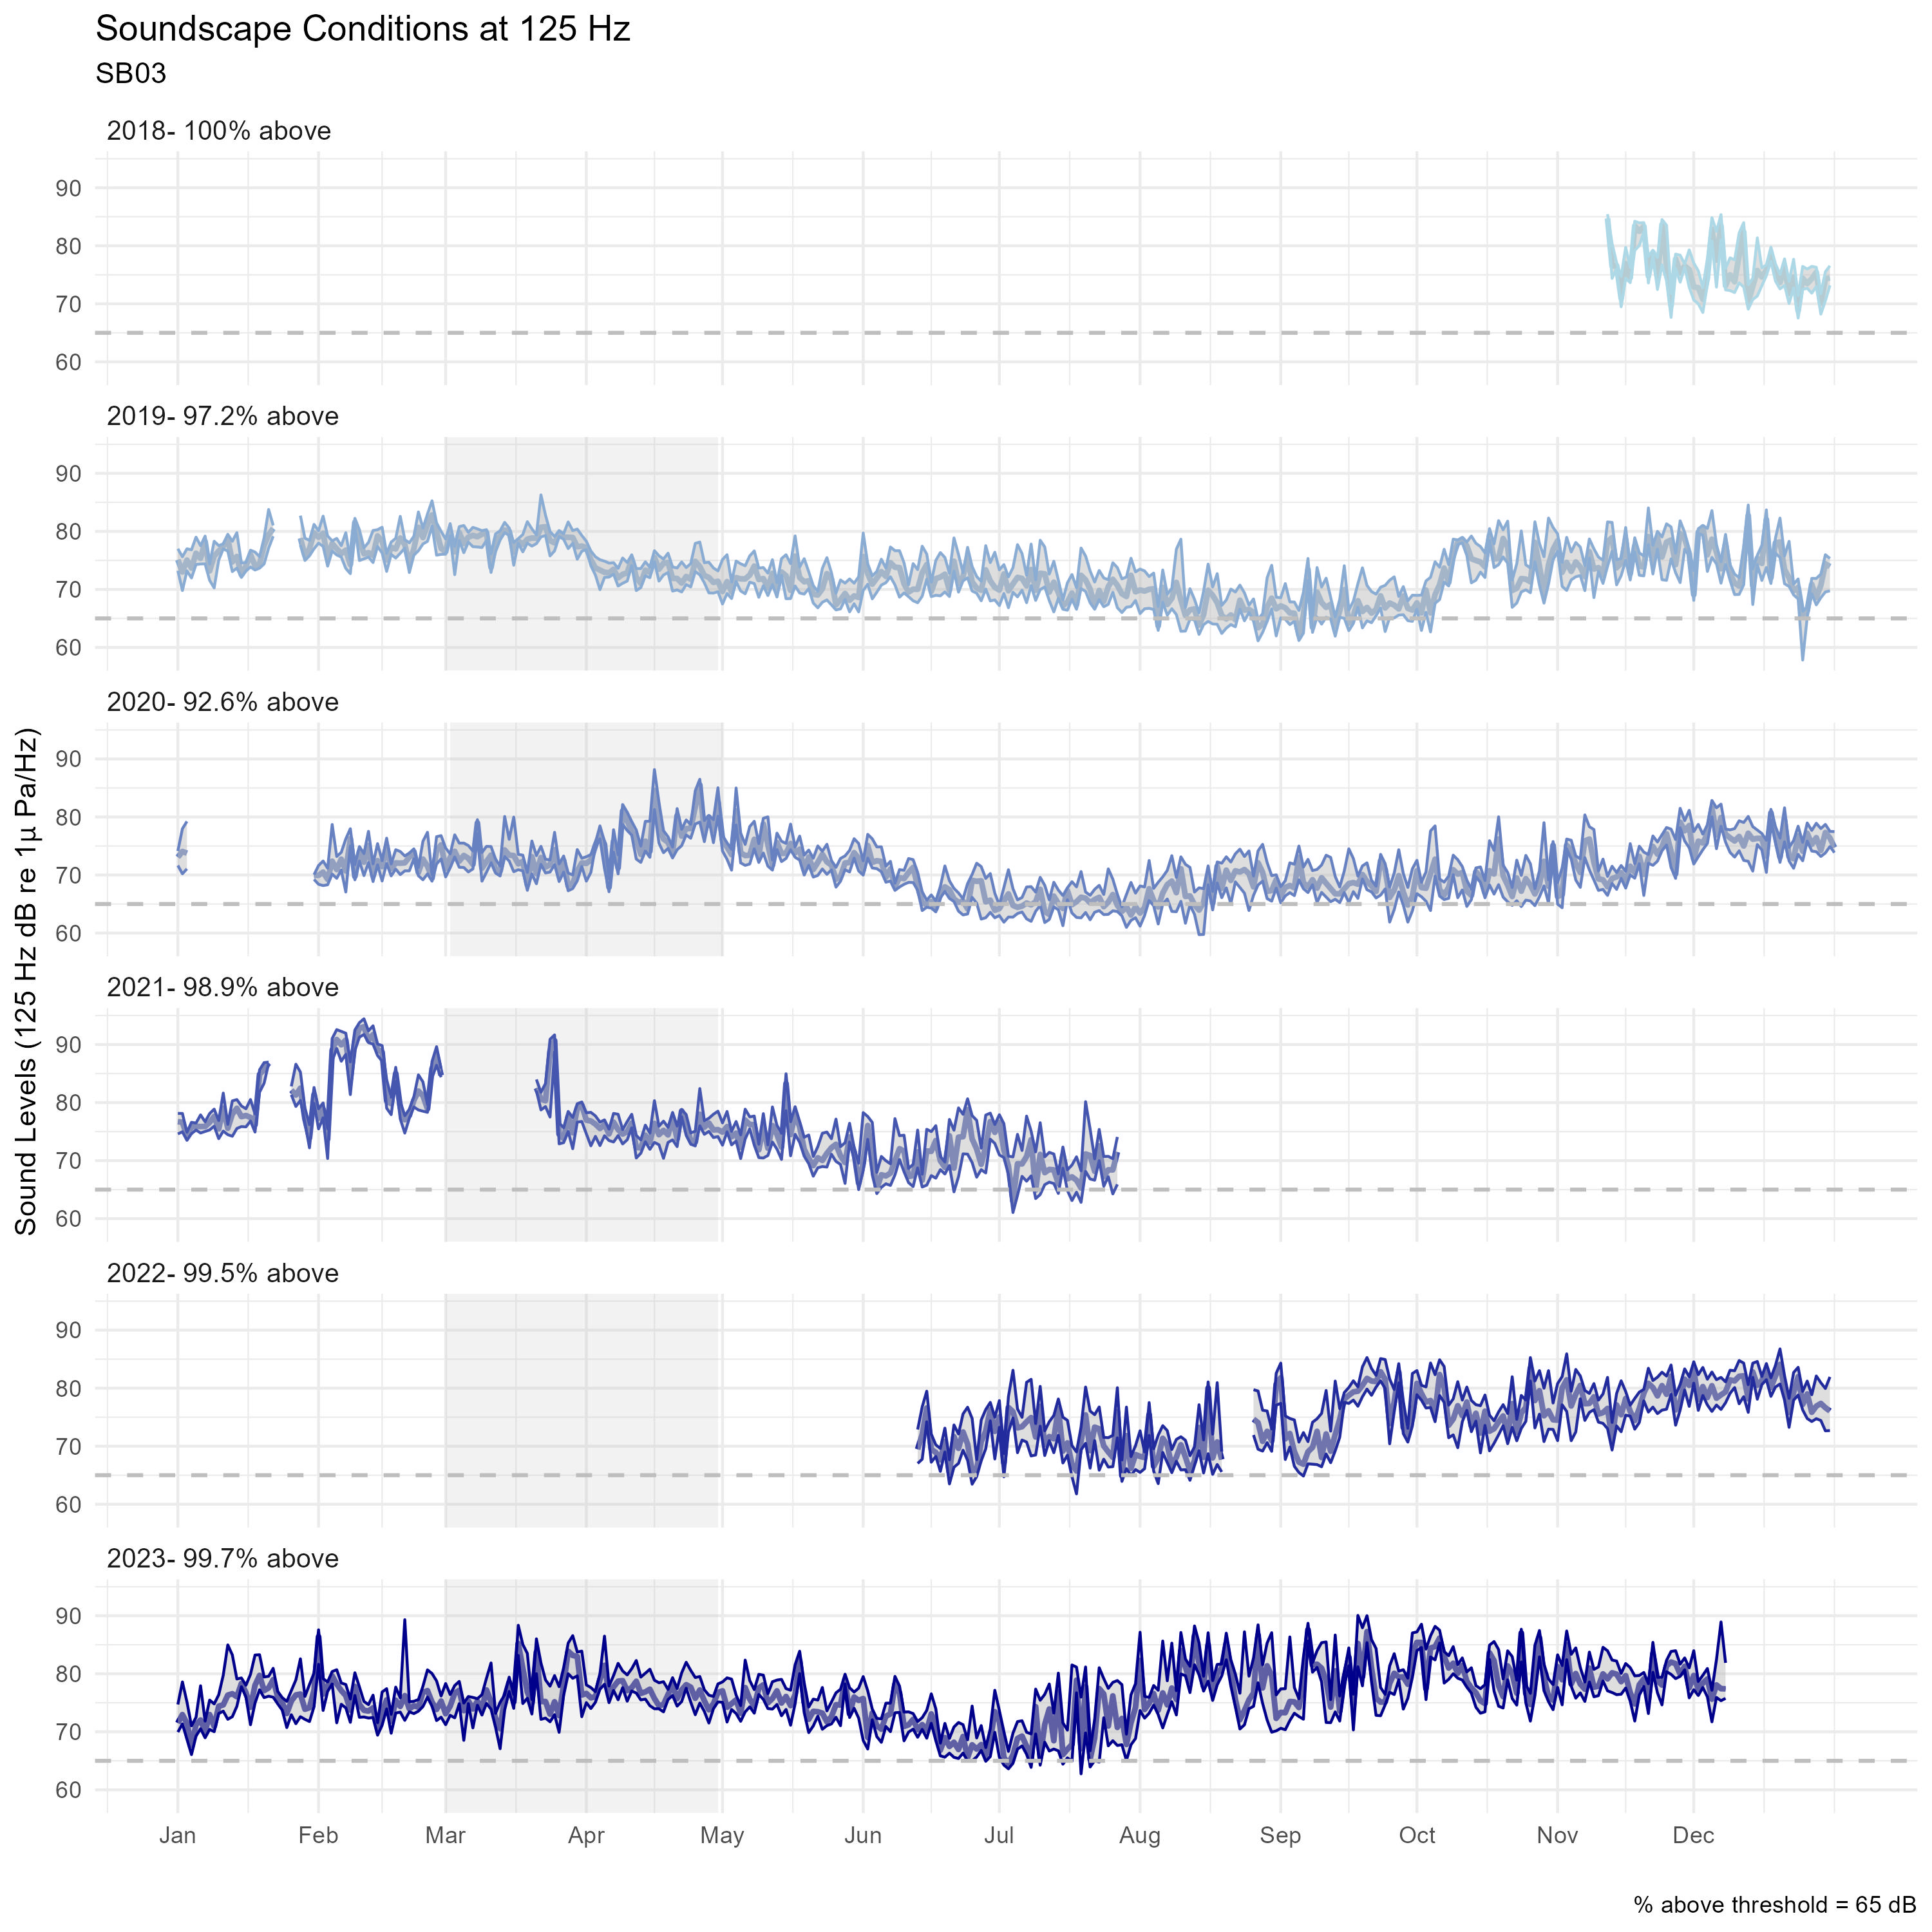 Soundscape Conditions at 125 Hz
SB03
2018- 100% above
90
80
70
60
2019- 97.2% above
90
80
70
60
2020- 92.6% above
90
80
70
60
2021- 98.9% above
90
80
70
60
2022- 99.5% above
90
80
70
60
2023- 99.7% above
90
80
70
60
Sound Levels (125 Hz dB re 1µ Pa/Hz)
Jan Feb Mar Apr May Jun Jul Aug Sep Oct Nov Dec
% above threshold = 65 dB